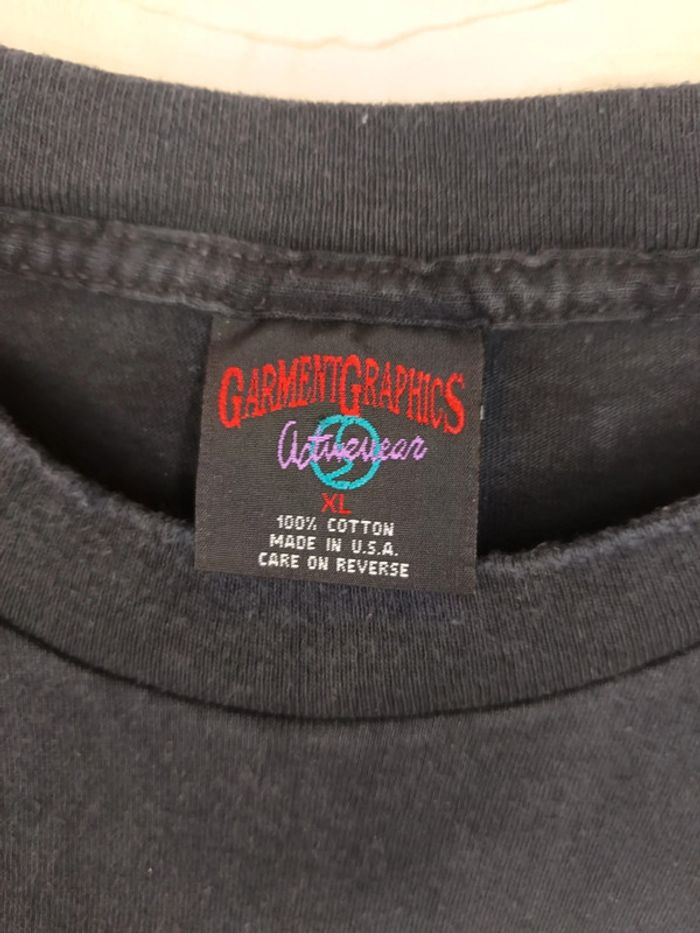 GARMENTGRAPHICS
Activewear
XL
100% COTTON
MADE IN U.S.A.
CARE ON REVERSE